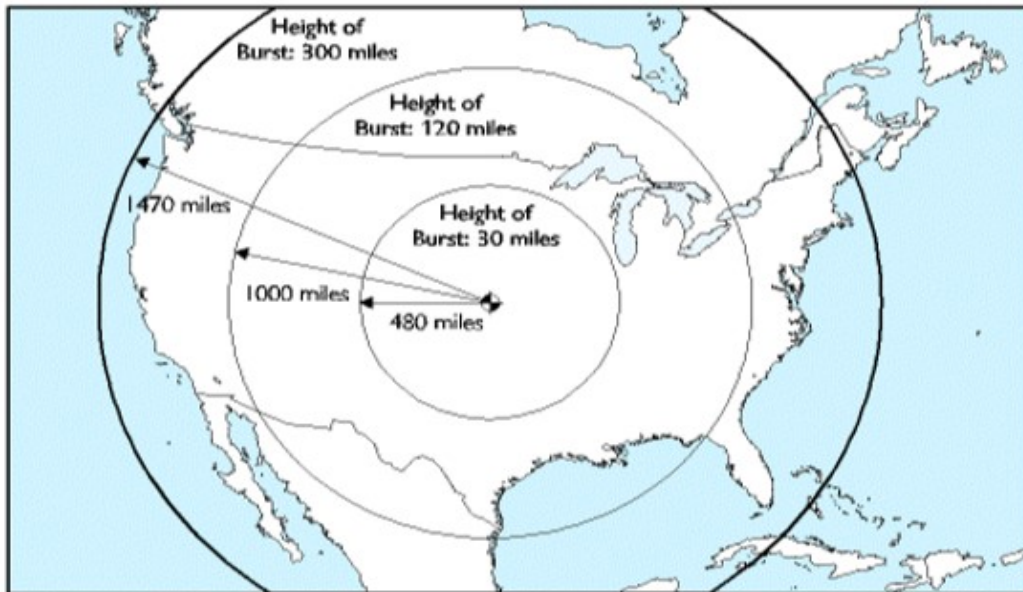 Height of
Burst: 300 miles
Height of
Burst: 120 miles
Height of
Burst: 30 miles
1470 miles
1000 miles
480 miles